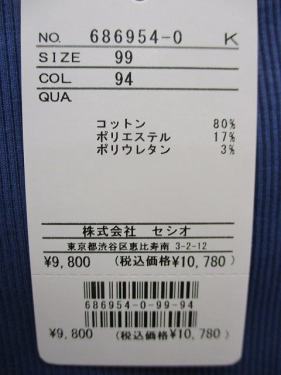 NO. 686954-0 K
SIZE 99
COL 94
QUA.
コットン 80%
ポリエステル 17%
ポリウレタン 3%
株式会社 セシオ
東京都渋谷区恵比寿南 3-2-12
¥9,800 (税込価格¥10,780)
686954-0-99-94
¥9,800 (税込価格¥10,780)